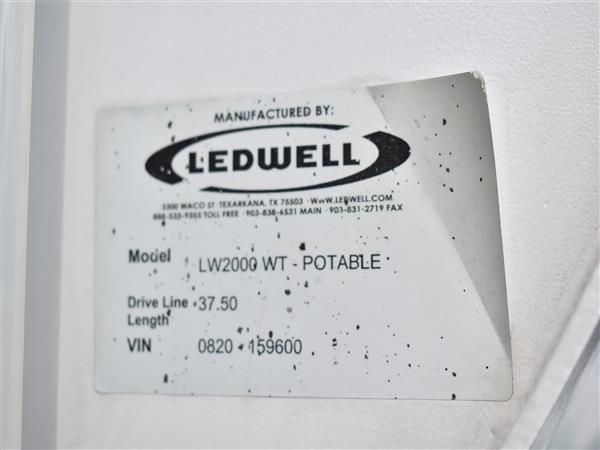 MANUFACTURED BY:
LEDWELL
3300 WACO ST · TEXARKANA, TX 75503 · WWW.LEDWELL.COM
888-533-9355 TOLL FREE · 903-838-6531 MAIN · 903-831-2719 FAX
Model LW2000 WT - POTABLE
Drive Line 37.50
Length
VIN 0820 - 159600